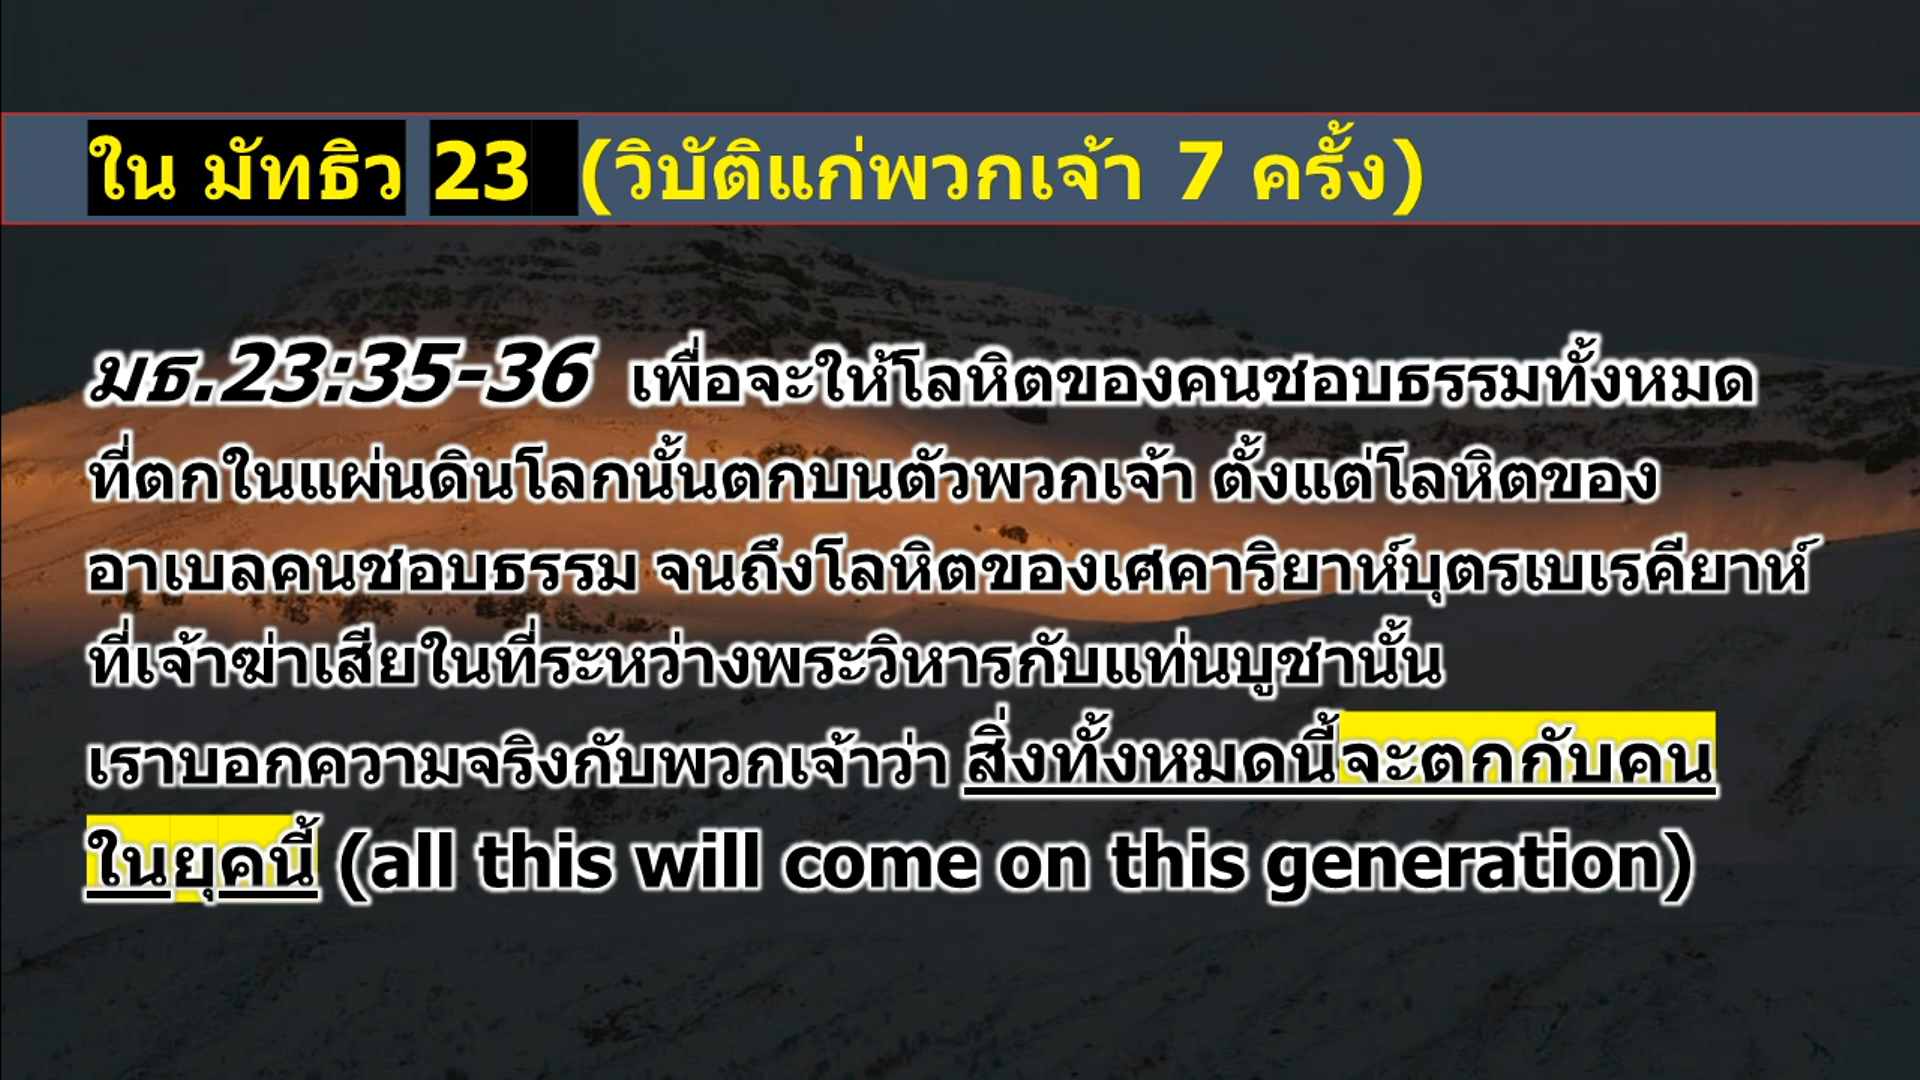 ใน มัทธิว 23 (วิบัติแก่พวกเจ้า 7 ครั้ง)
มธ.23:35-36 เพื่อจะให้โลหิตของคนชอบธรรมทั้งหมด
ที่ตกในแผ่นดินโลกนั้นตกบนตัวพวกเจ้า ตั้งแต่โลหิตของ
อาเบลคนชอบธรรม จนถึงโลหิตของเศคาริยาห์บุตรเบเรคียาห์
ที่เจ้าฆ่าเสียในที่ระหว่างพระวิหารกับแท่นบูชานั้น
เราบอกความจริงกับพวกเจ้าว่า สิ่งทั้งหมดนี้จะตกกับคน
ในยุคนี้ (all this will come on this generation)